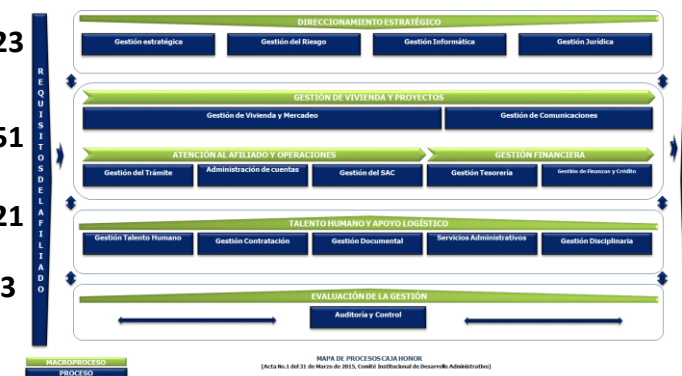 23
51
21
3
REQUISITOS DEL AFILIADO
DIRECCIONAMIENTO ESTRATÉGICO
Gestión estratégica
Gestión del Riesgo
Gestión Informática
Gestión Jurídica
GESTIÓN DE VIVIENDA Y PROYECTOS
Gestión de Vivienda y Mercadeo
Gestión de Comunicaciones
ATENCIÓN AL AFILIADO Y OPERACIONES
GESTIÓN FINANCIERA
Gestión del Trámite
Administración de cuentas
Gestión del SAC
Gestión Tesorería
Gestión de Finanzas y Crédito
TALENTO HUMANO Y APOYO LOGÍSTICO
Gestión Talento Humano
Gestión Contratación
Gestión Documental
Servicios Administrativos
Gestión Disciplinaria
EVALUACIÓN DE LA GESTIÓN
Auditoría y Control
MACROPROCESO
PROCESO
MAPA DE PROCESOS CAJA HONOR
(Acta No.1 del 31 de Marzo de 2015, Comité Institucional de Desarrollo Administrativo)